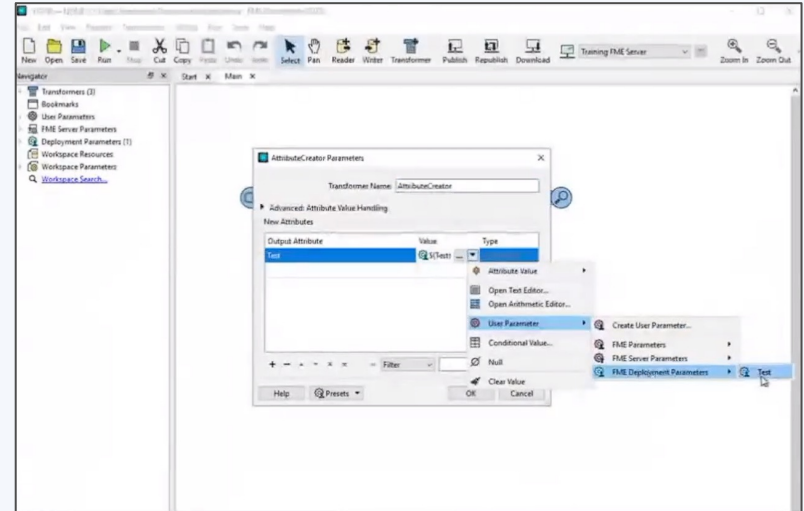 New Open Save Run Stop Cut Copy Paste Undo Redo Select Pan Reader Writer Transformer Publish Republish Download Training FME Server Zoom In Zoom Out
Navigator
Start Main
Transformers (3)
Bookmarks
User Parameters
FME Server Parameters
Deployment Parameters (1)
Workspace Resources
Workspace Parameters
Workspace Search...
AttributeCreator Parameters
Transformer Name: AttributeCreator
Advanced: Attribute Value Handling
New Attributes
Output Attribute Value Type
Test $(Test) ...
Attribute Value
Open Text Editor...
Open Arithmetic Editor...
User Parameter
Conditional Value...
Null
Clear Value
Create User Parameter...
FME Parameters
FME Server Parameters
FME Deployment Parameters
Test
Filter
Help Presets OK Cancel